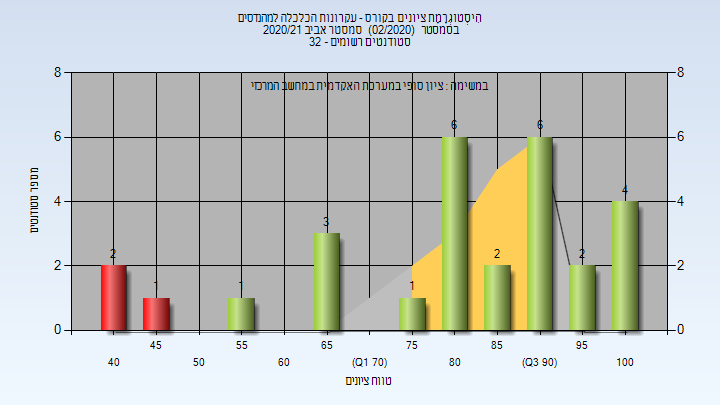 היסטוגרמת ציונים בקורס - עקרונות הכלכלה למהנדסים
בסמסטר (02/2020) סמסטר אביב 2020/21
סטודנטים רשומים - 32
במשימה : ציון סופי במערכת האקדמית במחשב המרכזי
8 8
6 6
4 4
2 2
0 0
מספר סטודנטים
2 1 1 3 1 6 2 6 2 4
45 55 65 75 85 95
40 50 60 (Q1 70) 80 (Q3 90) 100
טווח ציונים